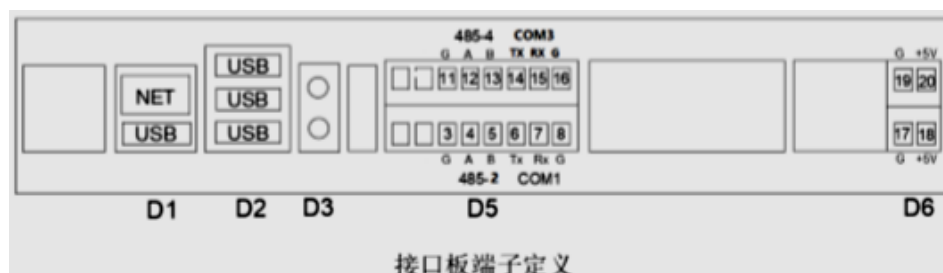 485-4 COM3
G A B TX RX G G +5V
USB
11 12 13 14 15 16 19 20
NET USB
USB USB 3 4 5 6 7 8 17 18
G A B Tx Rx G G +5V
485-2 COM1
D1 D2 D3 D5 D6
接口板端子定义